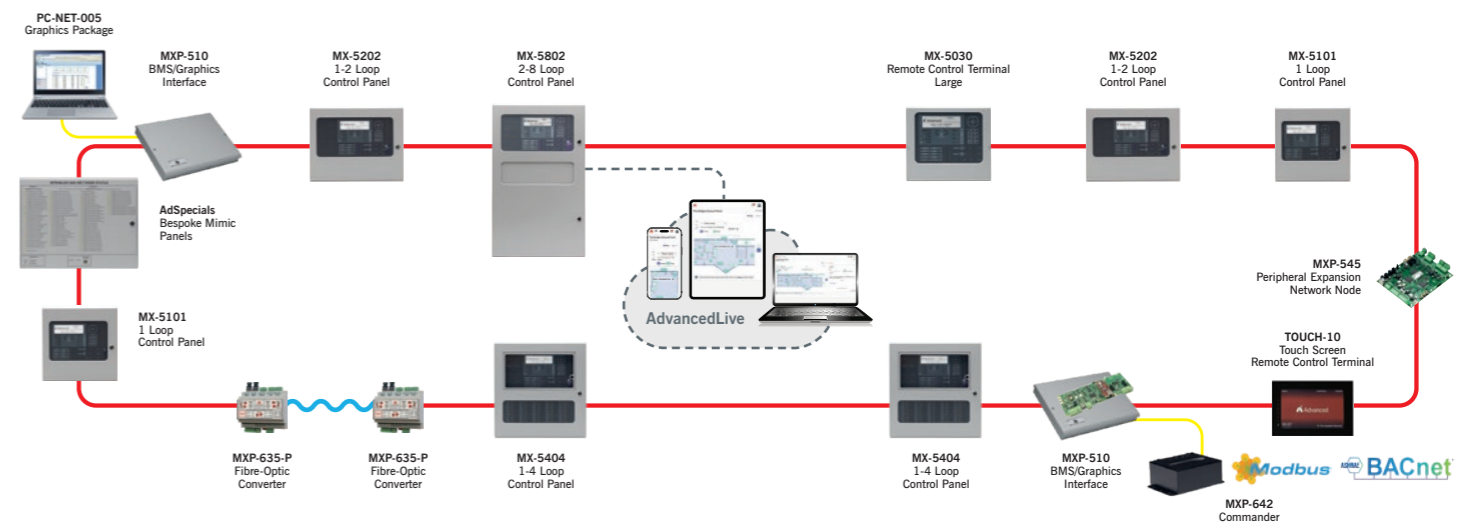 PC-NET-005
Graphics Package
MXP-510
BMS/Graphics
Interface
MX-5202
1-2 Loop
Control Panel
MX-5802
2-8 Loop
Control Panel
MX-5030
Remote Control Terminal
Large
MX-5202
1-2 Loop
Control Panel
MX-5101
1 Loop
Control Panel
AdSpecials
Bespoke Mimic
Panels
AdvancedLive
MXP-545
Peripheral Expansion
Network Node
MX-5101
1 Loop
Control Panel
TOUCH-10
Touch Screen
Remote Control Terminal
Advanced
MXP-635-P
Fibre-Optic
Converter
MXP-635-P
Fibre-Optic
Converter
MX-5404
1-4 Loop
Control Panel
MX-5404
1-4 Loop
Control Panel
MXP-510
BMS/Graphics
Interface
MXP-642
Commander
Modbus
ASHRAE BACnet